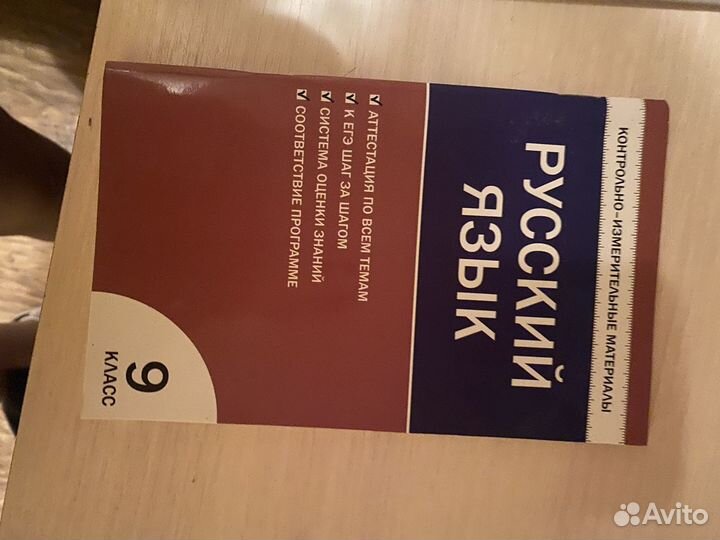 КОНТРОЛЬНО-ИЗМЕРИТЕЛЬНЫЕ МАТЕРИАЛЫ
РУССКИЙ
ЯЗЫК
АТТЕСТАЦИЯ ПО ВСЕМ ТЕМАМ
К ЕГЭ ШАГ ЗА ШАГОМ
СИСТЕМА ОЦЕНКИ ЗНАНИЙ
СООТВЕТСТВИЕ ПРОГРАММЕ
9
КЛАСС
Avito